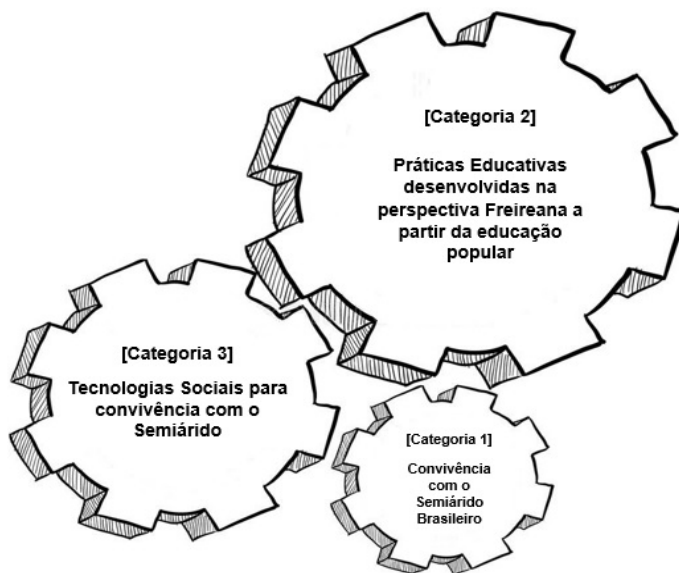 [Categoria 2]
Práticas Educativas
desenvolvidas na
perspectiva Freireana a
partir da educação
popular
[Categoria 3]
Tecnologias Sociais para
convivência com o
Semiárido
[Categoria 1]
Convivência
com o
Semiárido
Brasileiro